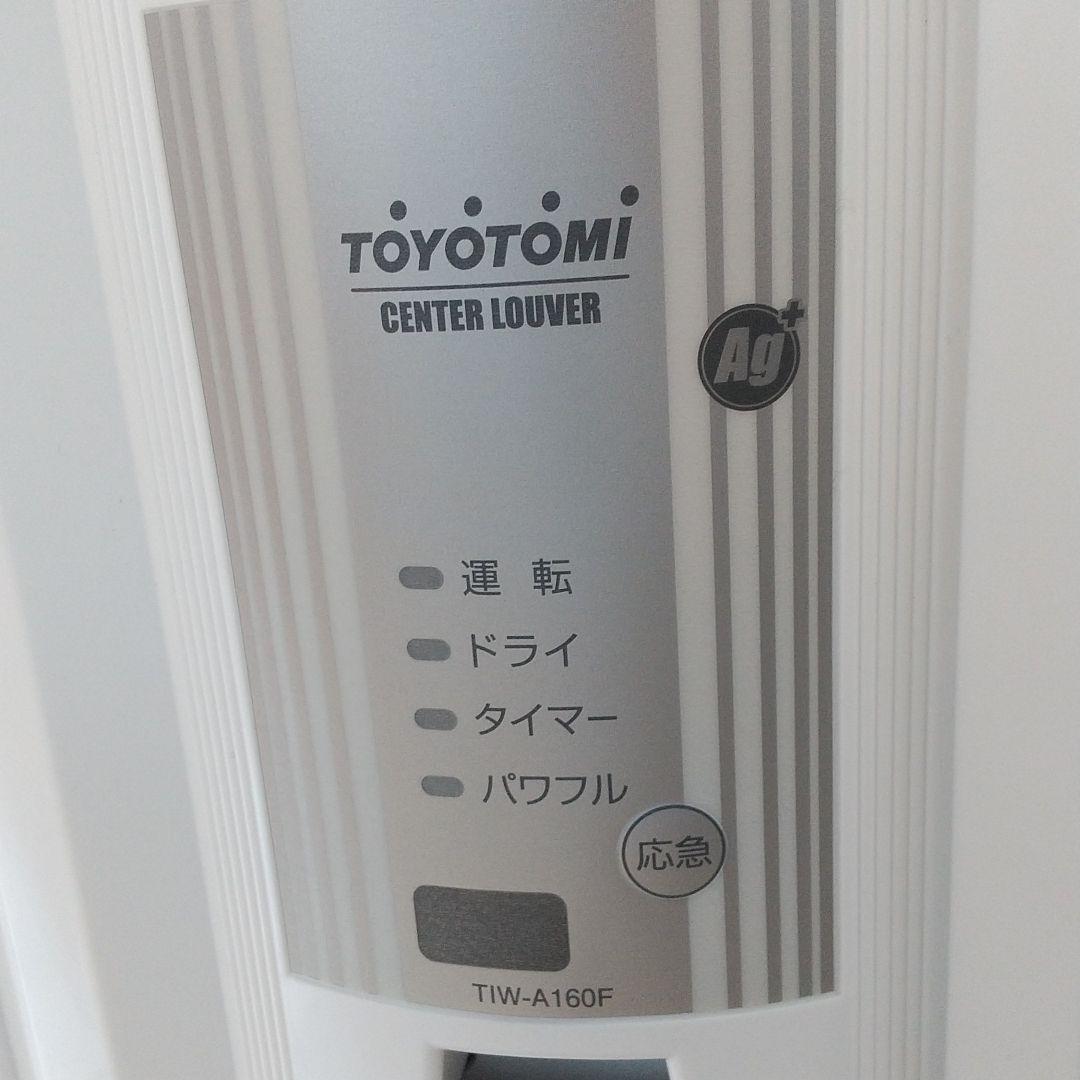 TOYOTOMI
CENTER LOUVER
Ag+
運転
ドライ
タイマー
パワフル
応急
TIW-A160F